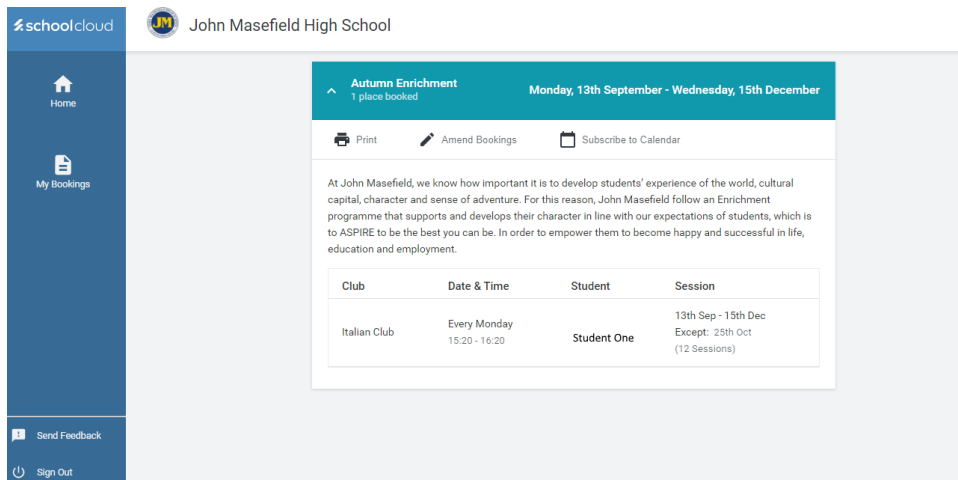 schoolcloud
JM
John Masefield High School
Home
My Bookings
Send Feedback
Sign Out
Autumn Enrichment
1 place booked
Monday, 13th September - Wednesday, 15th December
Print
Amend Bookings
Subscribe to Calendar
At John Masefield, we know how important it is to develop students' experience of the world, cultural
capital, character and sense of adventure. For this reason, John Masefield follow an Enrichment
programme that supports and develops their character in line with our expectations of students, which is
to ASPIRE to be the best you can be. In order to empower them to become happy and successful in life,
education and employment.
Club Date & Time Student Session
Italian Club
Every Monday
15:20 - 16:20
Student One
13th Sep - 15th Dec
Except: 25th Oct
(12 Sessions)